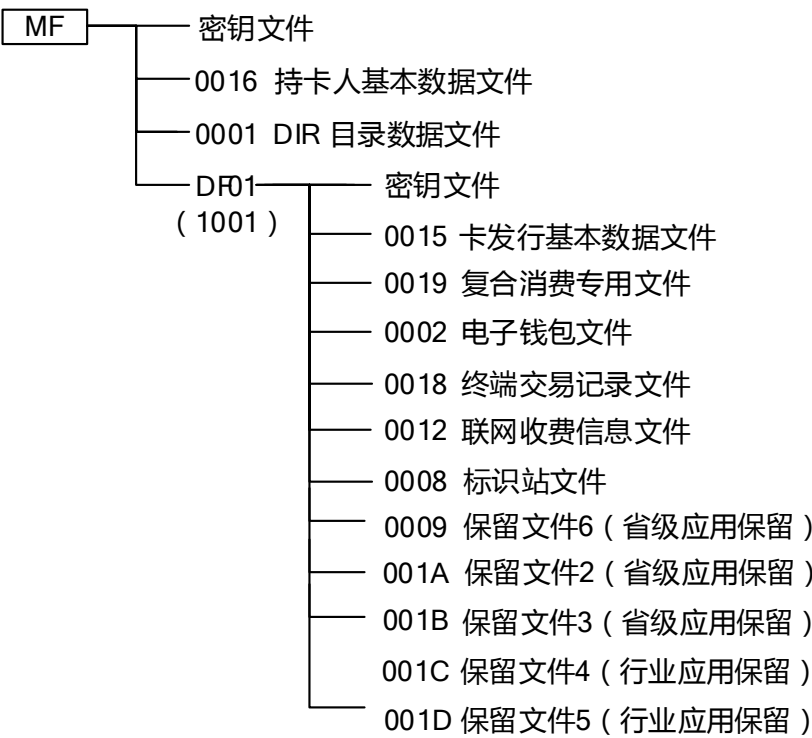 MF
密钥文件
0016 持卡人基本数据文件
0001 DIR 目录数据文件
DF01
（1001）
密钥文件
0015 卡发行基本数据文件
0019 复合消费专用文件
0002 电子钱包文件
0018 终端交易记录文件
0012 联网收费信息文件
0008 标识站文件
0009 保留文件6（省级应用保留）
001A 保留文件2（省级应用保留）
001B 保留文件3（省级应用保留）
001C 保留文件4（行业应用保留）
001D 保留文件5（行业应用保留）